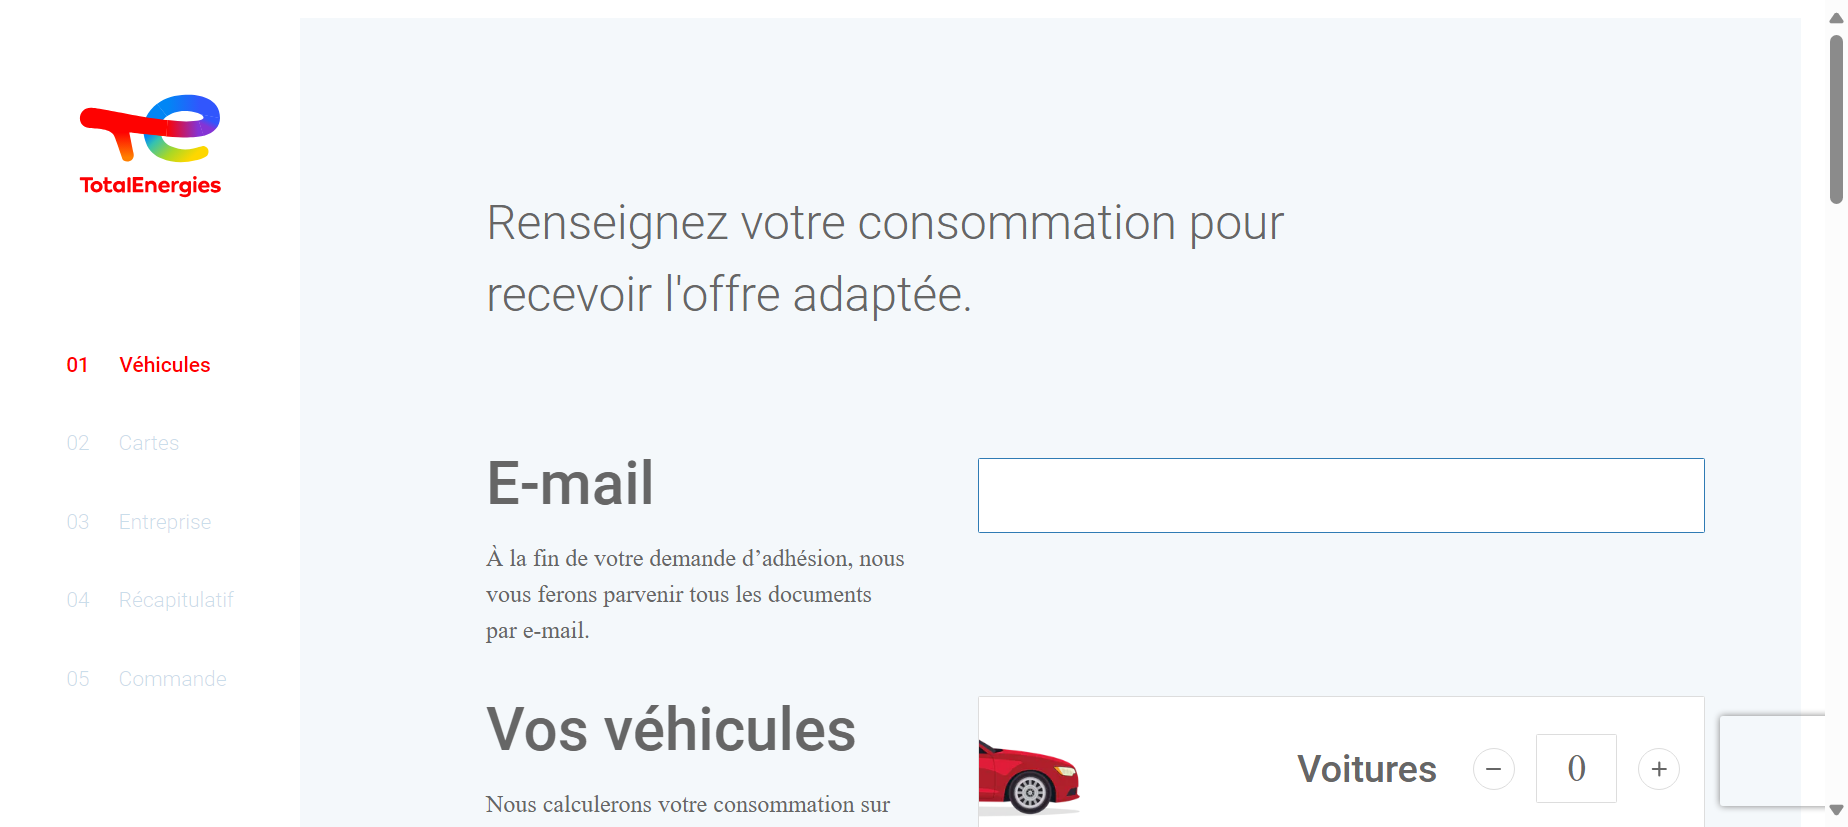 TotalEnergies
01 Véhicules
02 Cartes
03 Entreprise
04 Récapitulatif
05 Commande
Renseignez votre consommation pour
recevoir l'offre adaptée.
E-mail
À la fin de votre demande d’adhésion, nous
vous ferons parvenir tous les documents
par e-mail.
Vos véhicules
Nous calculerons votre consommation sur
Voitures − 0 +